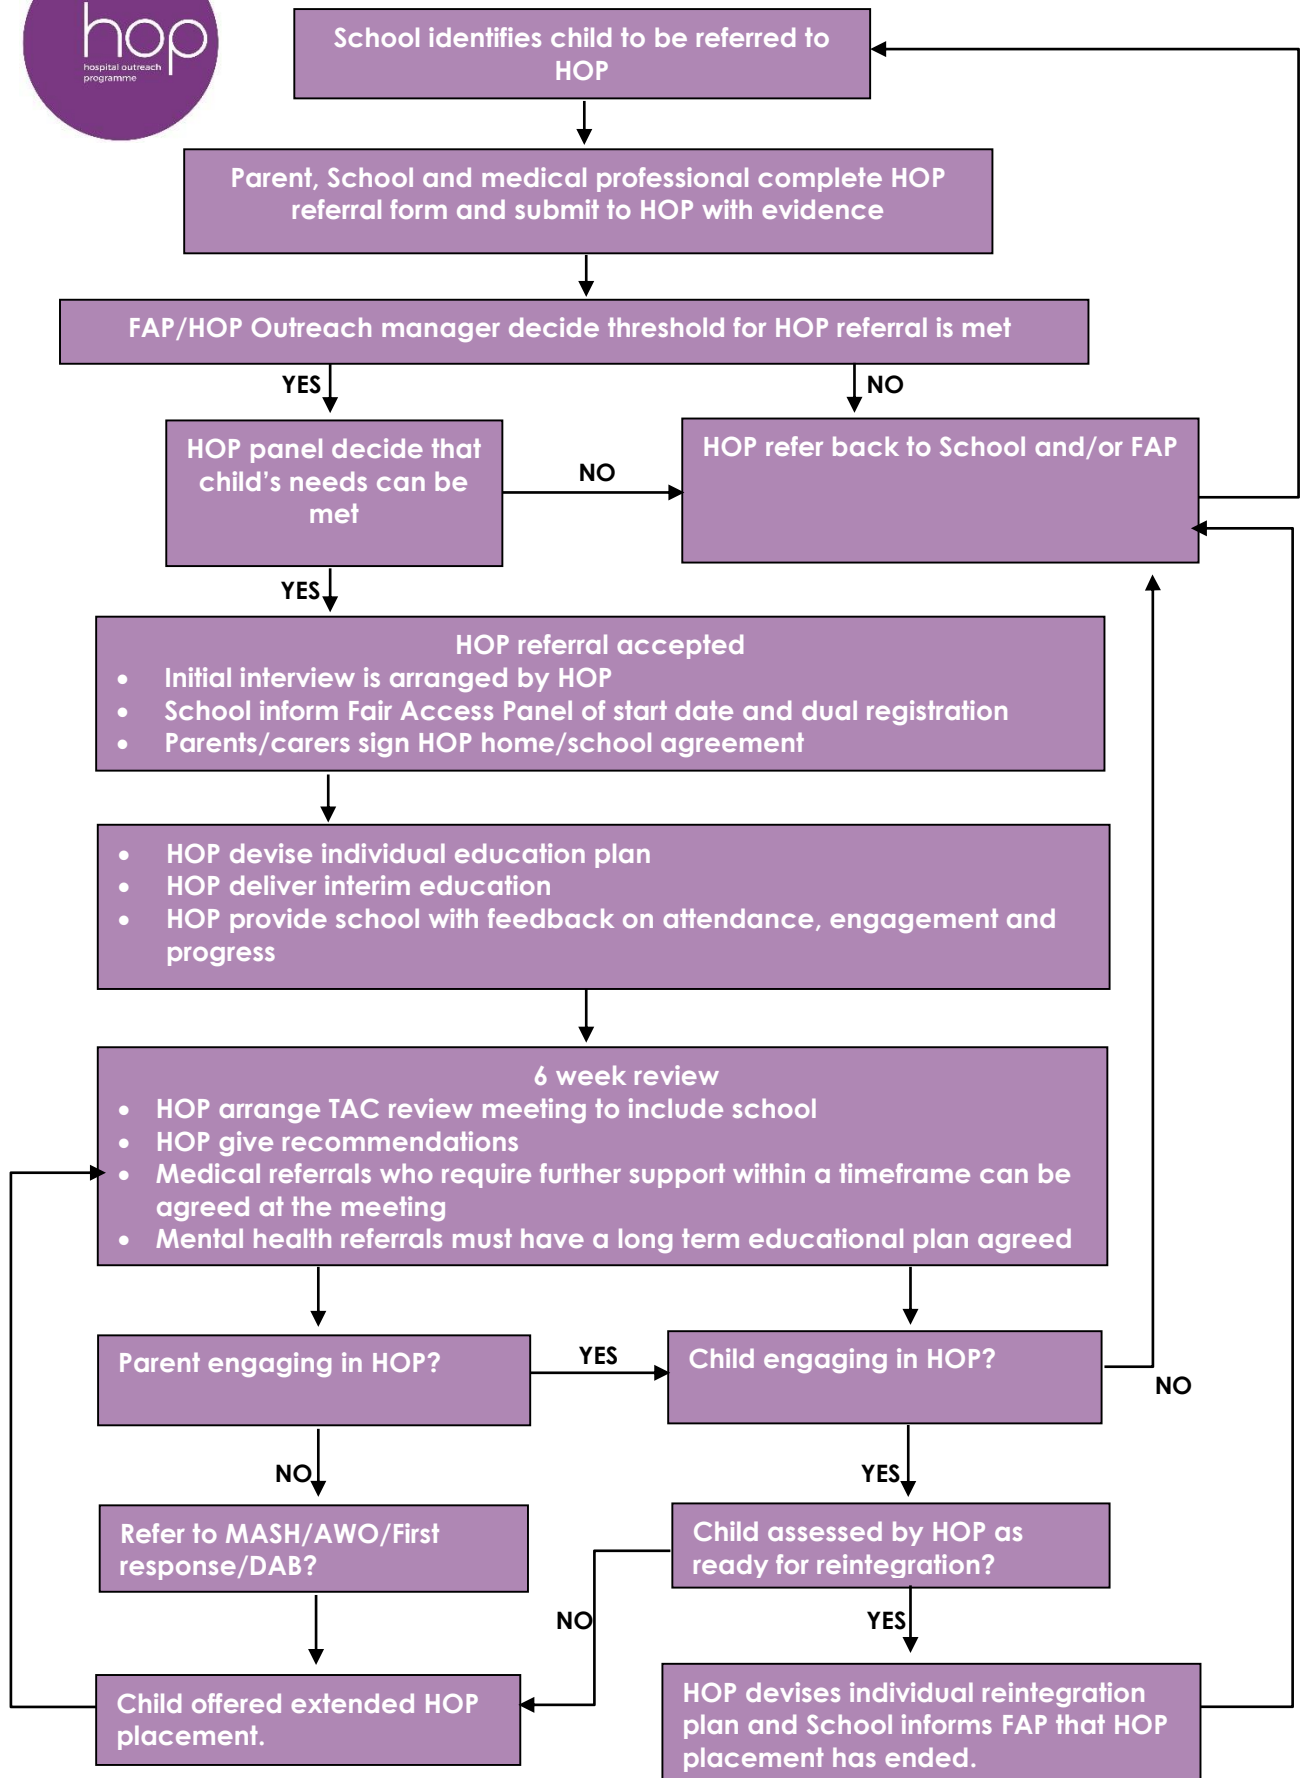 hop
hospital outreach
programme
School identifies child to be referred to
HOP
Parent, School and medical professional complete HOP
referral form and submit to HOP with evidence
FAP/HOP Outreach manager decide threshold for HOP referral is met
YES
NO
HOP panel decide that
child’s needs can be
met
NO
HOP refer back to School and/or FAP
YES
HOP referral accepted
• Initial interview is arranged by HOP
• School inform Fair Access Panel of start date and dual registration
• Parents/carers sign HOP home/school agreement
• HOP devise individual education plan
• HOP deliver interim education
• HOP provide school with feedback on attendance, engagement and
progress
6 week review
• HOP arrange TAC review meeting to include school
• HOP give recommendations
• Medical referrals who require further support within a timeframe can be
agreed at the meeting
• Mental health referrals must have a long term educational plan agreed
Parent engaging in HOP?
YES
Child engaging in HOP?
NO
NO
YES
Refer to MASH/AWO/First
response/DAB?
Child assessed by HOP as
ready for reintegration?
NO
YES
Child offered extended HOP
placement.
HOP devises individual reintegration
plan and School informs FAP that HOP
placement has ended.